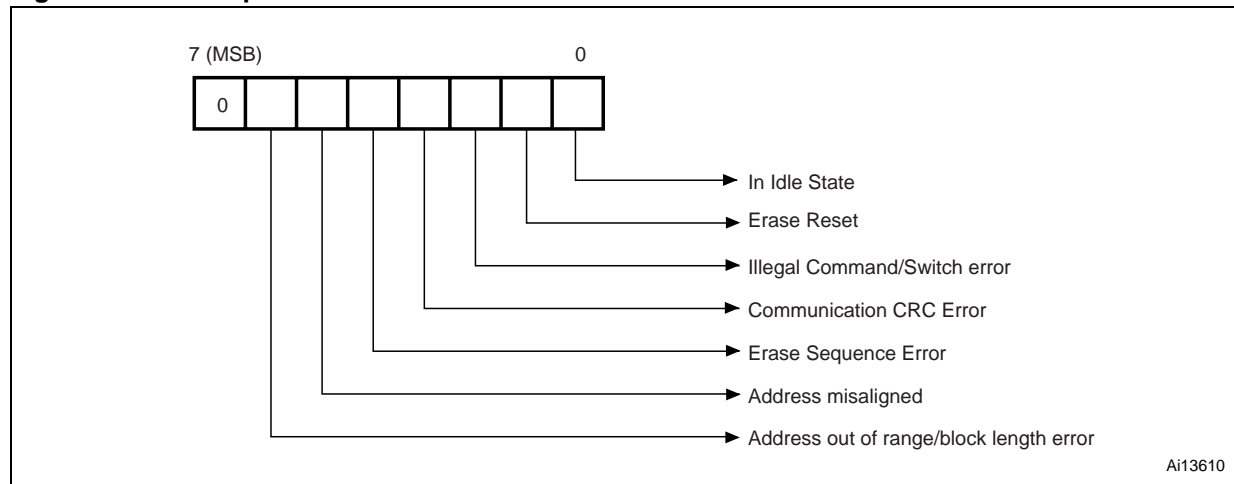 7 (MSB) 0
0
In Idle State
Erase Reset
Illegal Command/Switch error
Communication CRC Error
Erase Sequence Error
Address misaligned
Address out of range/block length error
Ai13610